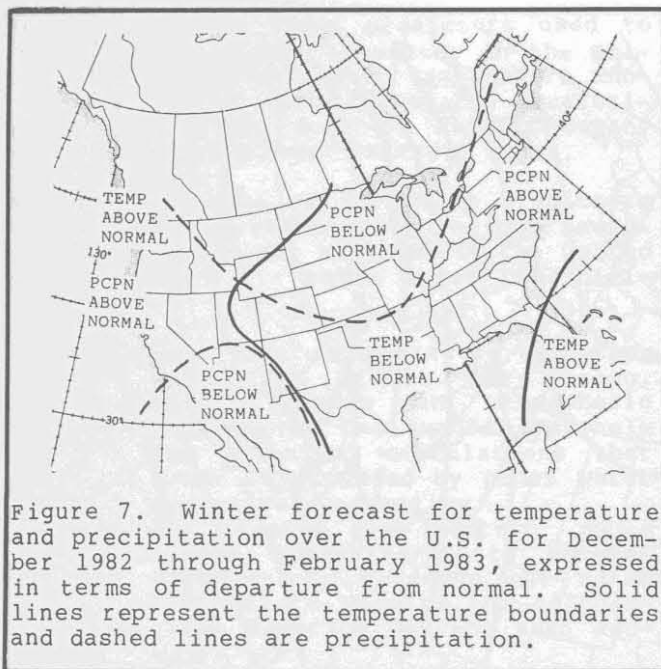 40°
TEMP
ABOVE
NORMAL
PCPN
BELOW
NORMAL
PCPN
ABOVE
NORMAL
130°
PCPN
ABOVE
NORMAL
TEMP
BELOW
NORMAL
TEMP
ABOVE
NORMAL
PCPN
BELOW
NORMAL
30°
Figure 7. Winter forecast for temperature
and precipitation over the U.S. for Decem-
ber 1982 through February 1983, expressed
in terms of departure from normal. Solid
lines represent the temperature boundaries
and dashed lines are precipitation.